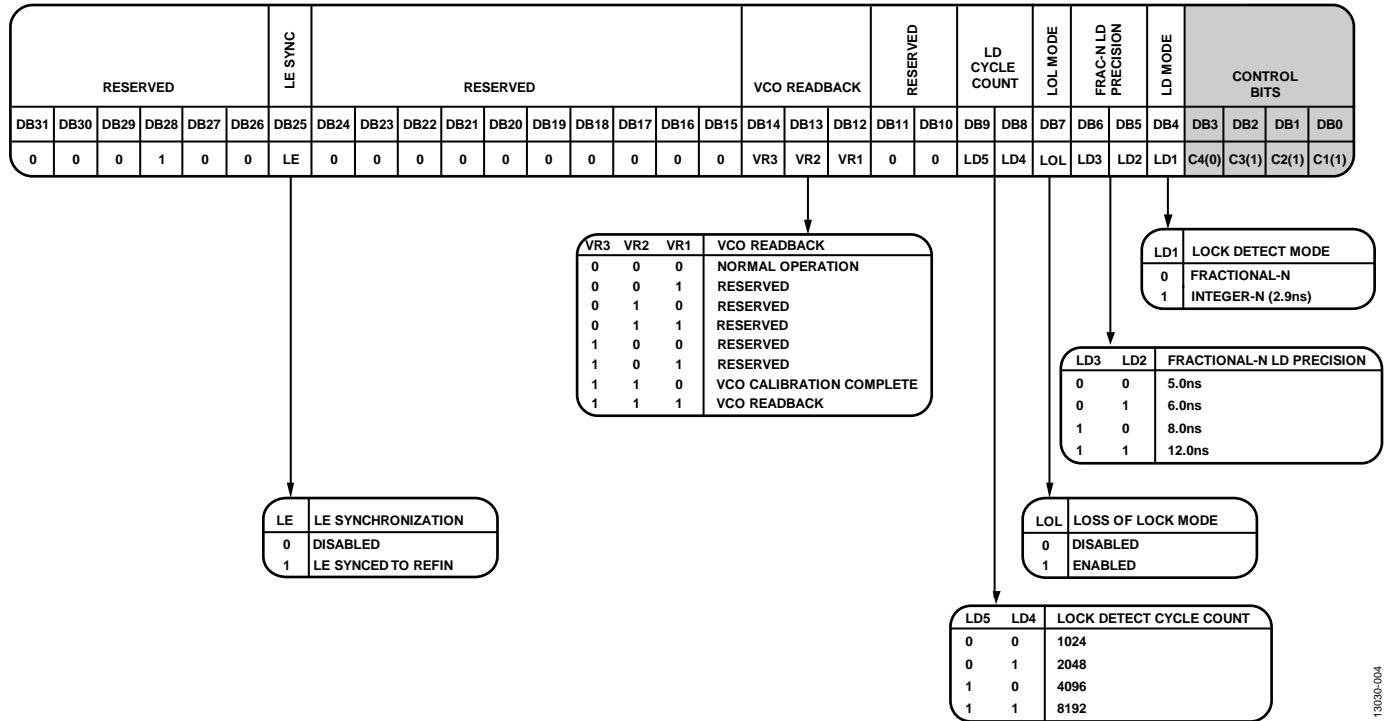 RESERVED LE SYNC RESERVED VCO READBACK RESERVED LD CYCLE COUNT LOL MODE FRAC-N LD PRECISION LD MODE CONTROL BITS
DB31 DB30 DB29 DB28 DB27 DB26 DB25 DB24 DB23 DB22 DB21 DB20 DB19 DB18 DB17 DB16 DB15 DB14 DB13 DB12 DB11 DB10 DB9 DB8 DB7 DB6 DB5 DB4 DB3 DB2 DB1 DB0
0 0 0 1 0 0 LE 0 0 0 0 0 0 0 0 0 0 VR3 VR2 VR1 0 0 LD5 LD4 LOL LD3 LD2 LD1 C4(0) C3(1) C2(1) C1(1)
VR3 VR2 VR1 VCO READBACK
0 0 0 NORMAL OPERATION
0 0 1 RESERVED
0 1 0 RESERVED
0 1 1 RESERVED
1 0 0 RESERVED
1 0 1 RESERVED
1 1 0 VCO CALIBRATION COMPLETE
1 1 1 VCO READBACK
LD1 LOCK DETECT MODE
0 FRACTIONAL-N
1 INTEGER-N (2.9ns)
LD3 LD2 FRACTIONAL-N LD PRECISION
0 0 5.0ns
0 1 6.0ns
1 0 8.0ns
1 1 12.0ns
LE LE SYNCHRONIZATION
0 DISABLED
1 LE SYNCED TO REFIN
LOL LOSS OF LOCK MODE
0 DISABLED
1 ENABLED
LD5 LD4 LOCK DETECT CYCLE COUNT
0 0 1024
0 1 2048
1 0 4096
1 1 8192
13030-004